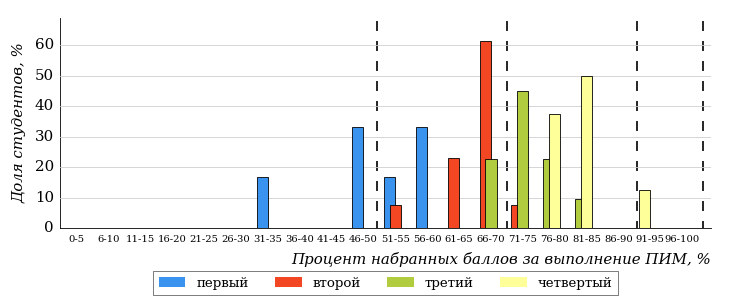 Доля студентов, %
60
50
40
30
20
10
0
0-5 6-10 11-15 16-20 21-25 26-30 31-35 36-40 41-45 46-50 51-55 56-60 61-65 66-70 71-75 76-80 81-85 86-90 91-95 96-100
Процент набранных баллов за выполнение ПИМ, %
первый второй третий четвертый